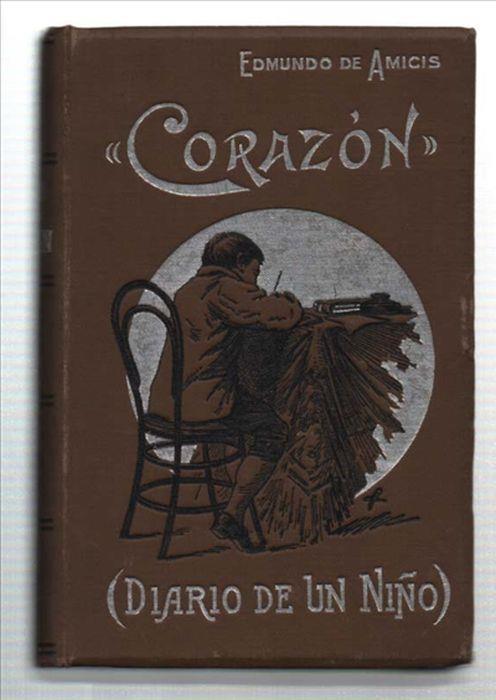 EDMUNDO DE AMICIS
«CORAZÓN»
(DIARIO DE UN NIÑO)